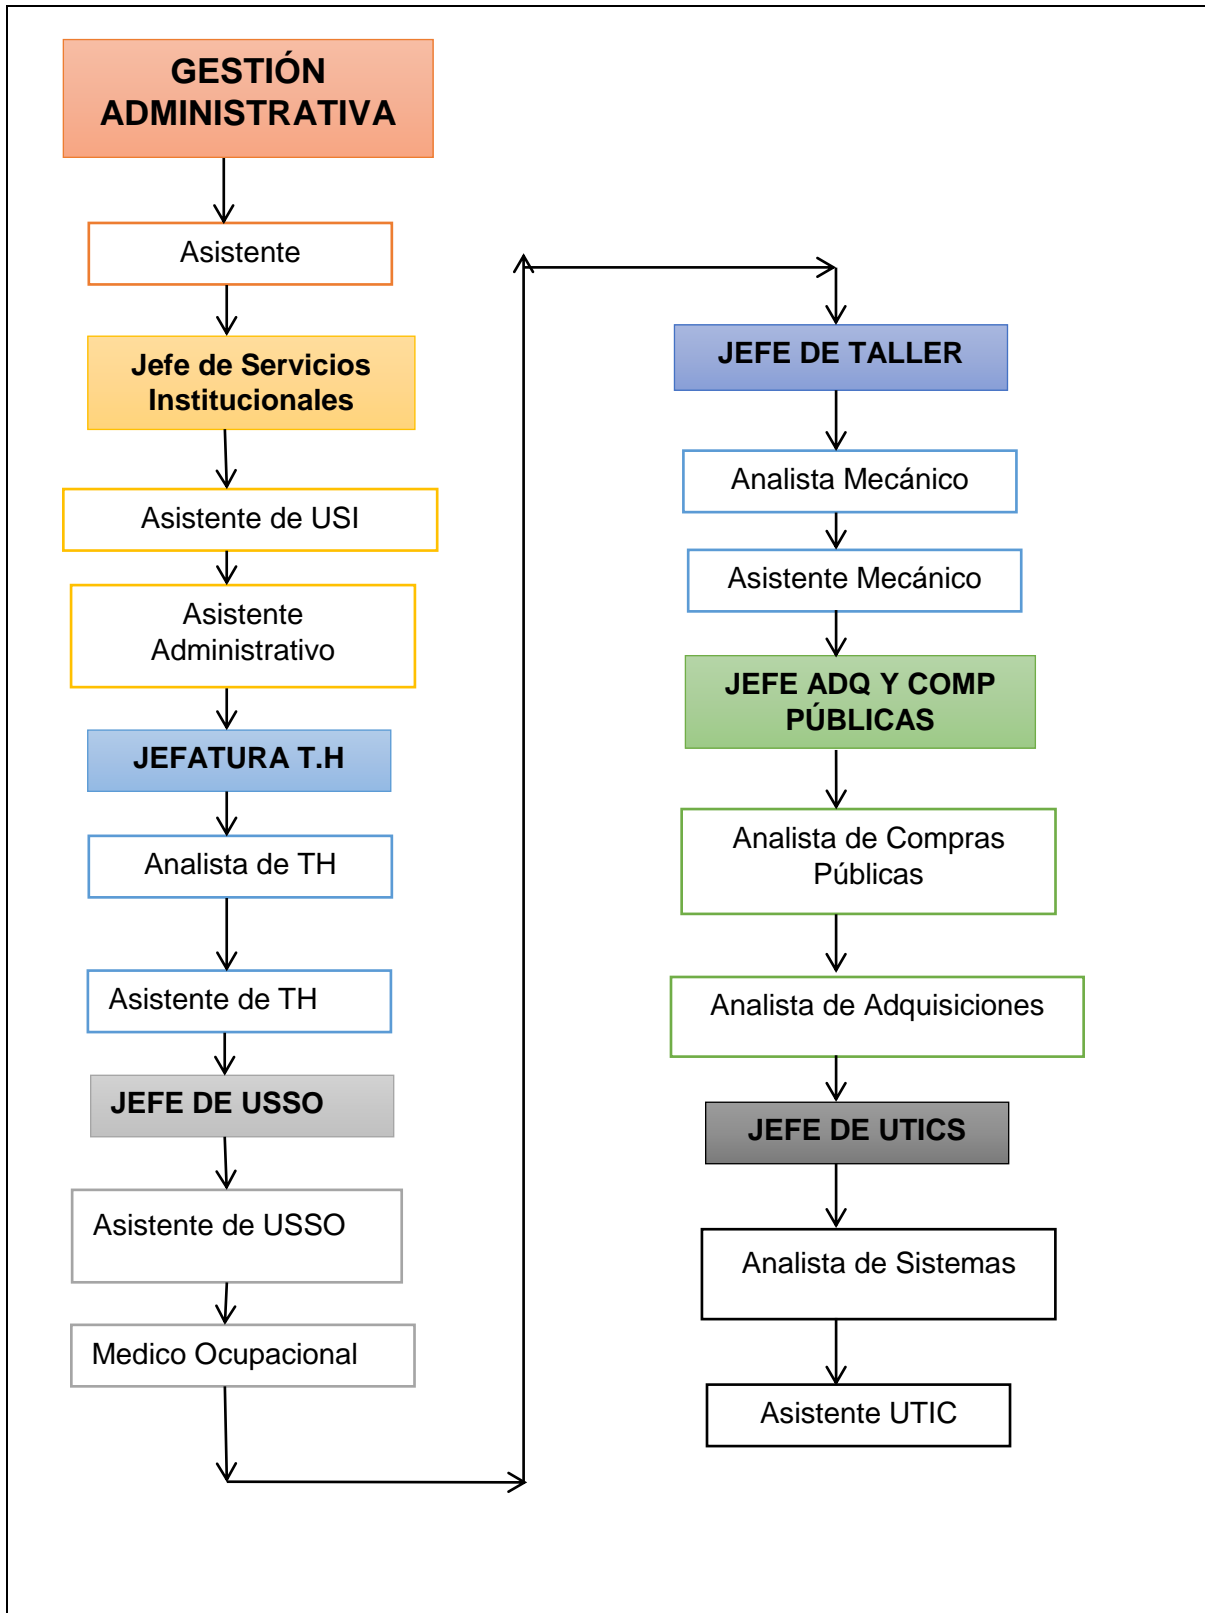 GESTIÓN
ADMINISTRATIVA
Asistente
Jefe de Servicios
Institucionales
Asistente de USI
Asistente
Administrativo
JEFATURA T.H
Analista de TH
Asistente de TH
JEFE DE USSO
Asistente de USSO
Medico Ocupacional
JEFE DE TALLER
Analista Mecánico
Asistente Mecánico
JEFE ADQ Y COMP
PÚBLICAS
Analista de Compras
Públicas
Analista de Adquisiciones
JEFE DE UTICS
Analista de Sistemas
Asistente UTIC